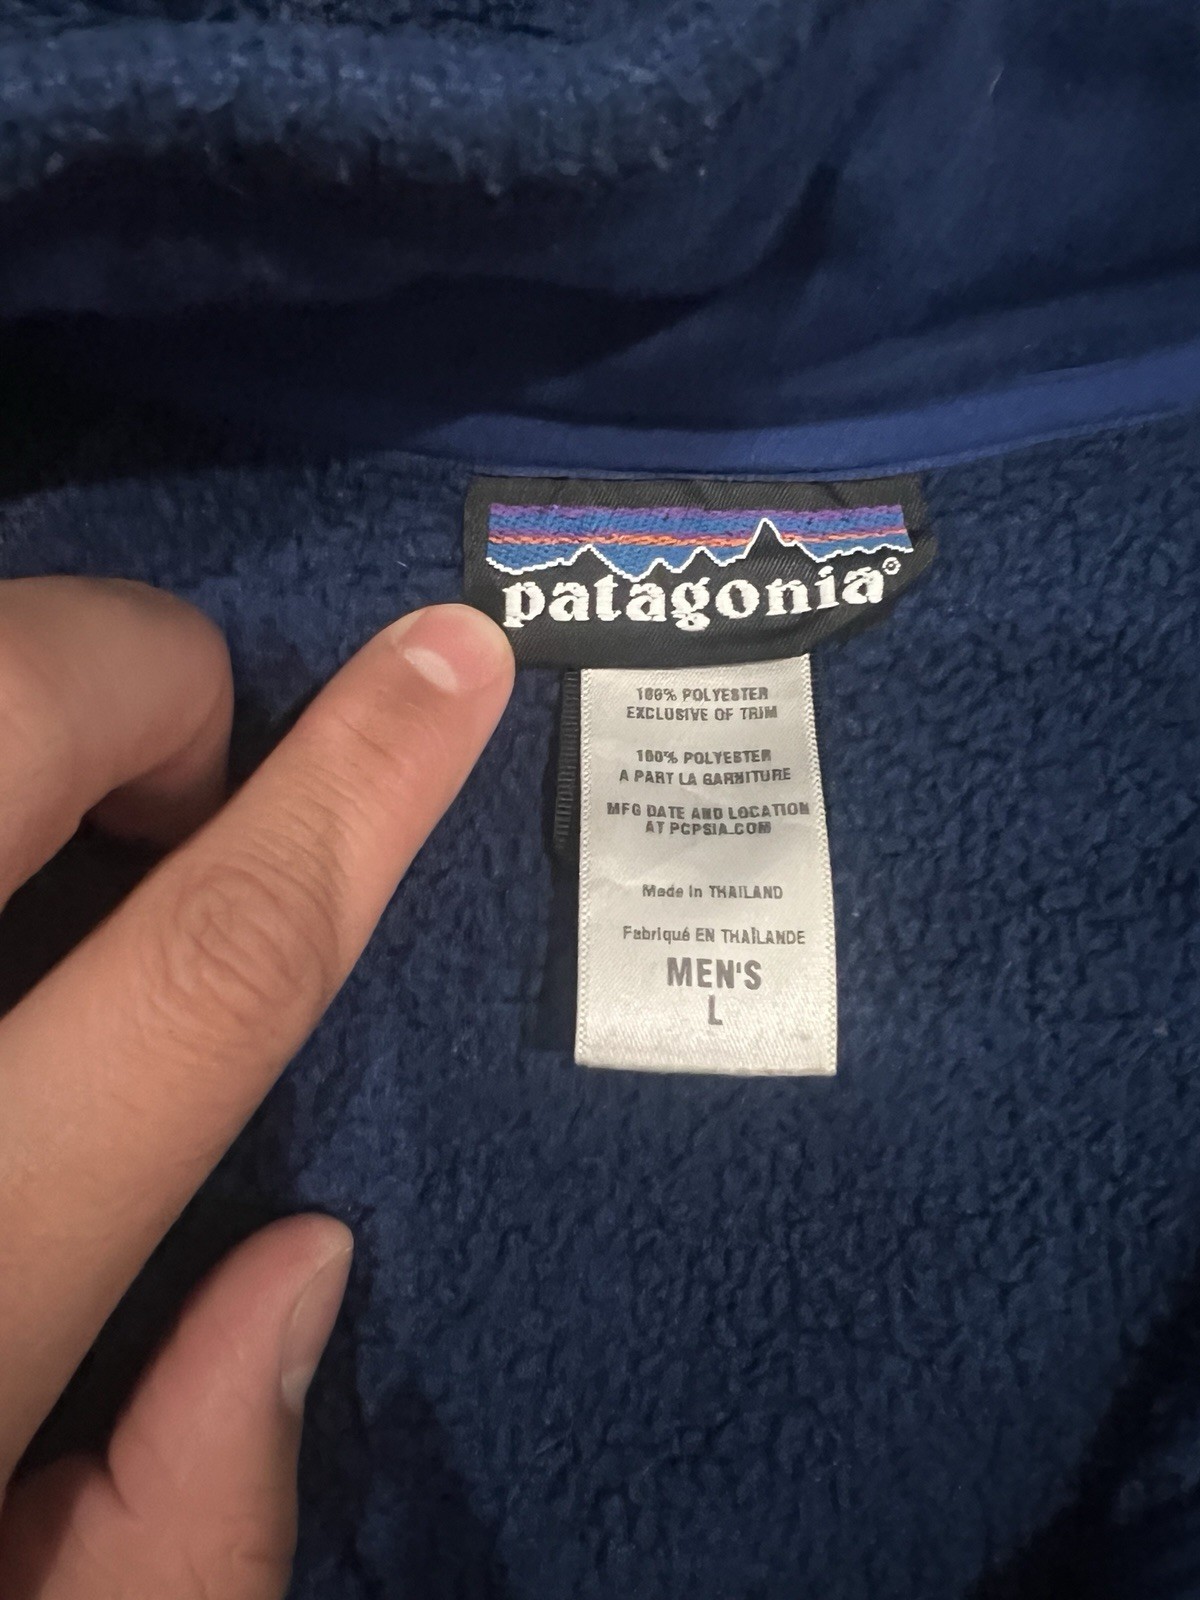 patagonia®
100% POLYESTER
EXCLUSIVE OF TRIM
100% POLYESTER
A PART LA GARNITURE
MFG DATE AND LOCATION
AT PCPSIA.COM
Made in THAILAND
Fabriqué EN THAÏLANDE
MEN'S
L